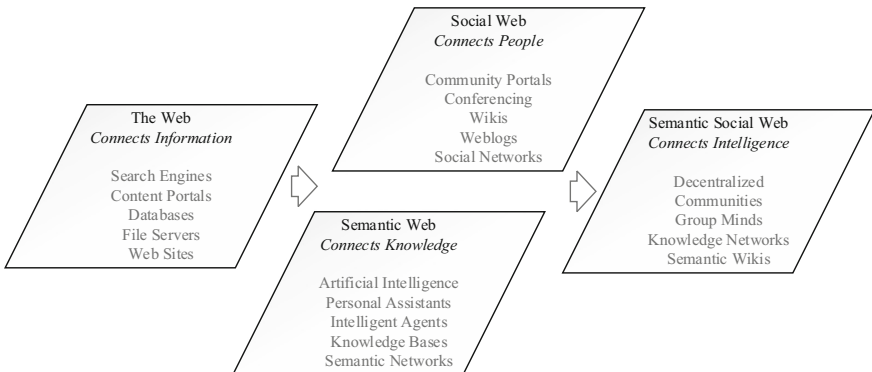 The Web
Connects Information
Search Engines
Content Portals
Databases
File Servers
Web Sites
Social Web
Connects People
Community Portals
Conferencing
Wikis
Weblogs
Social Networks
Semantic Web
Connects Knowledge
Artificial Intelligence
Personal Assistants
Intelligent Agents
Knowledge Bases
Semantic Networks
Semantic Social Web
Connects Intelligence
Decentralized
Communities
Group Minds
Knowledge Networks
Semantic Wikis